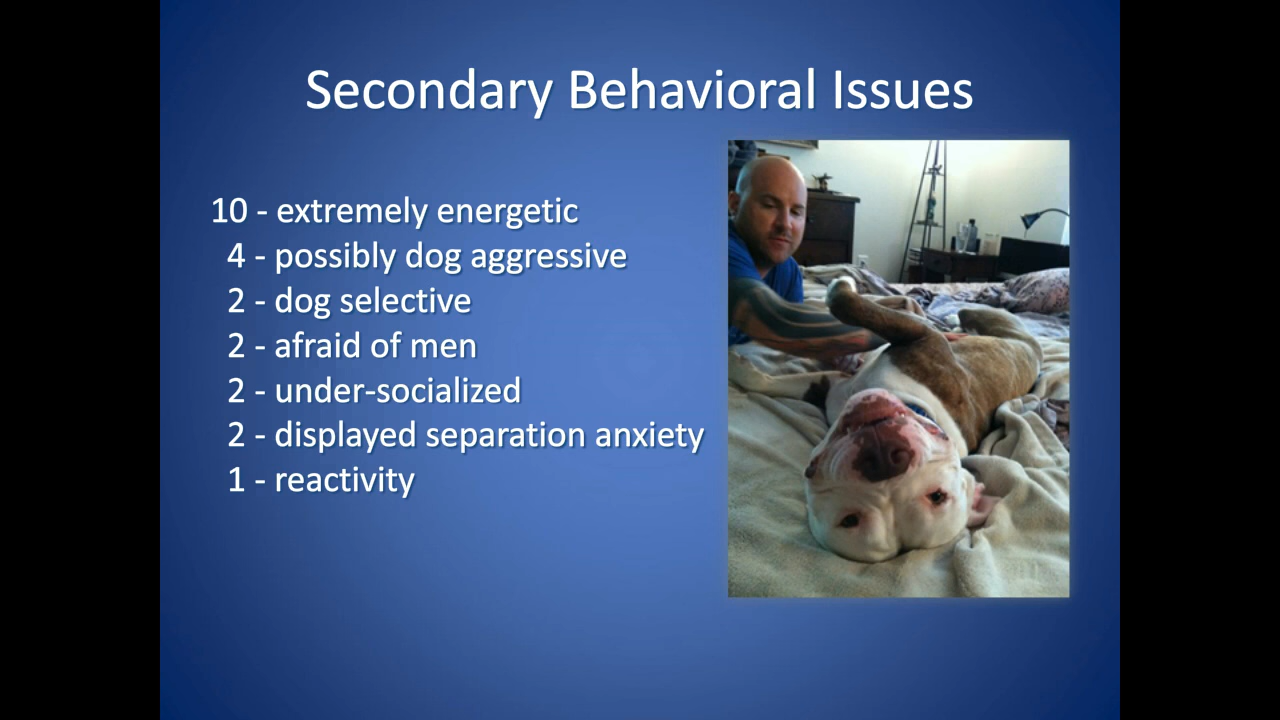 Secondary Behavioral Issues
10 - extremely energetic
4 - possibly dog aggressive
2 - dog selective
2 - afraid of men
2 - under-socialized
2 - displayed separation anxiety
1 - reactivity